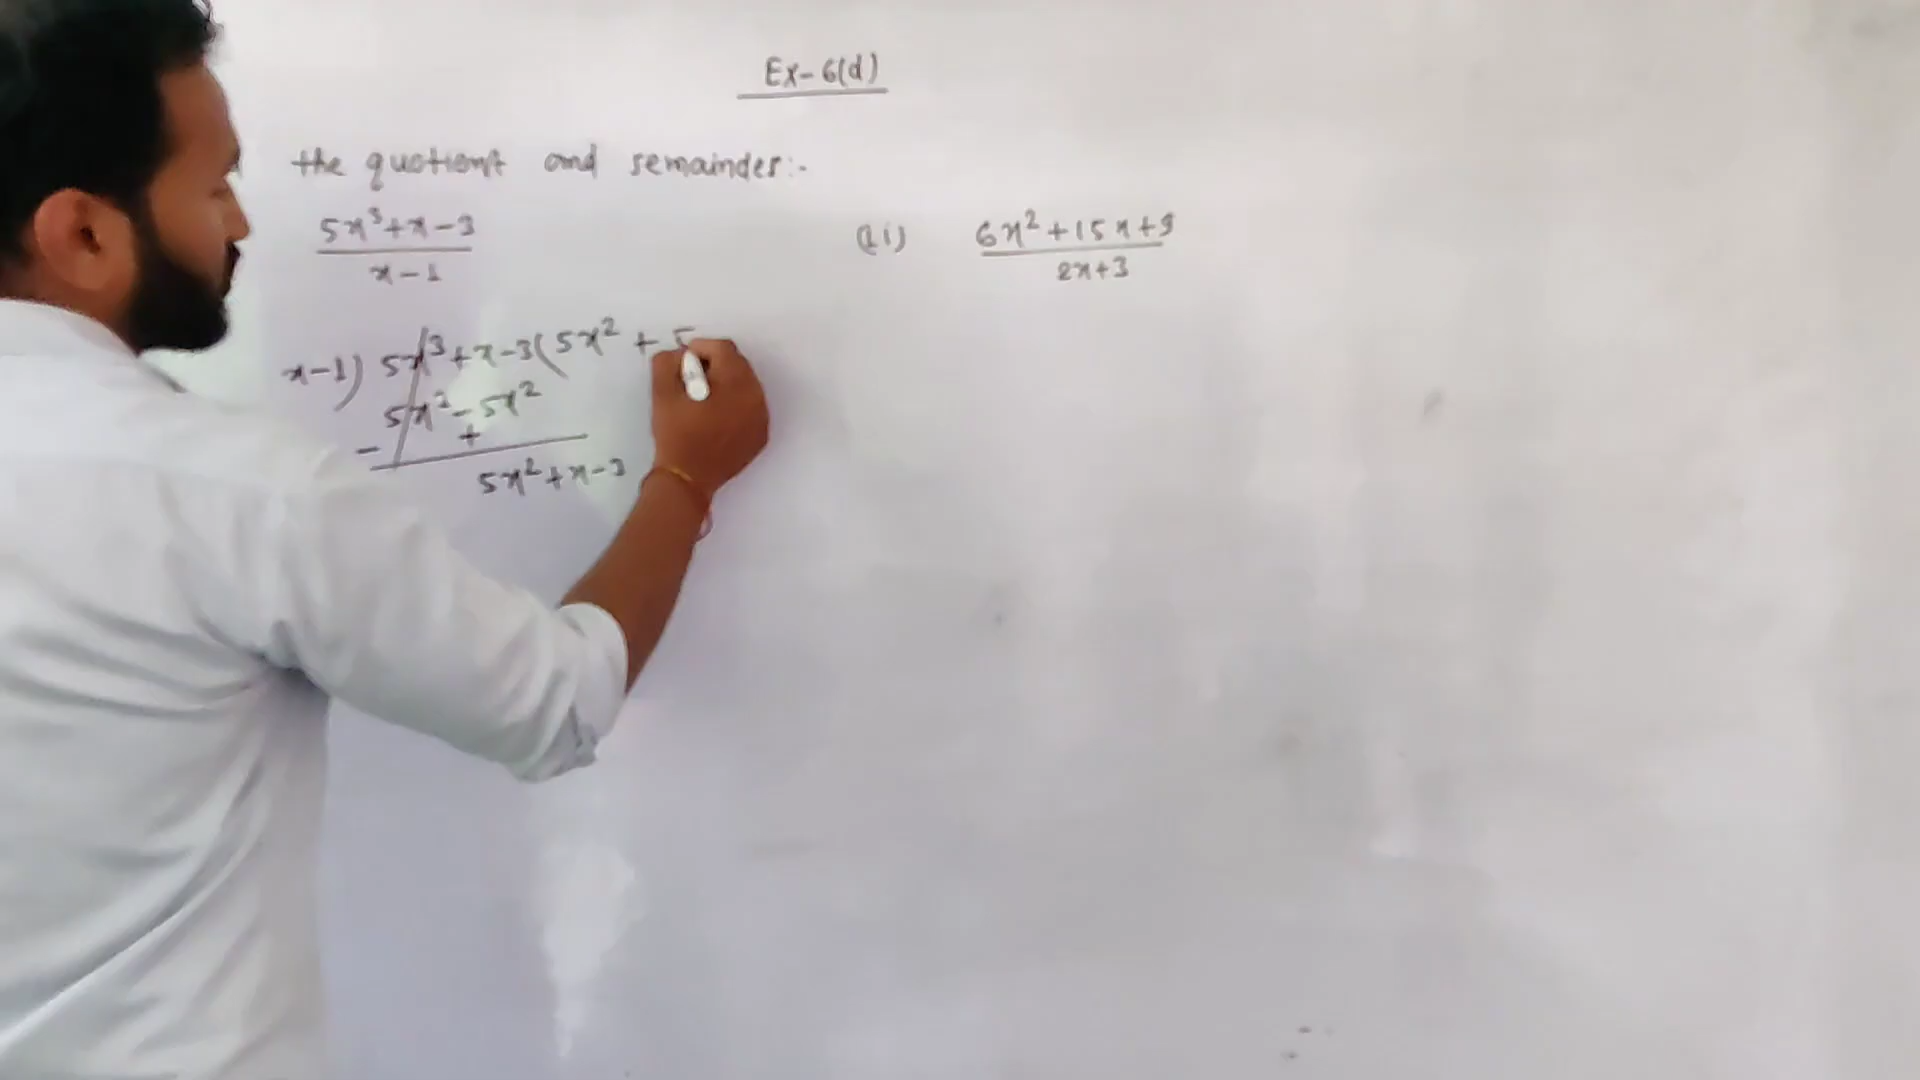 Ex-6(d)
the quotient and remainder:-
5x³+x-3
x-1
(ii) 6x²+15x+9
2x+3
x-1) 5x³+x-3( 5x² + 5
5x³-5x²
- +
5x²+x-3